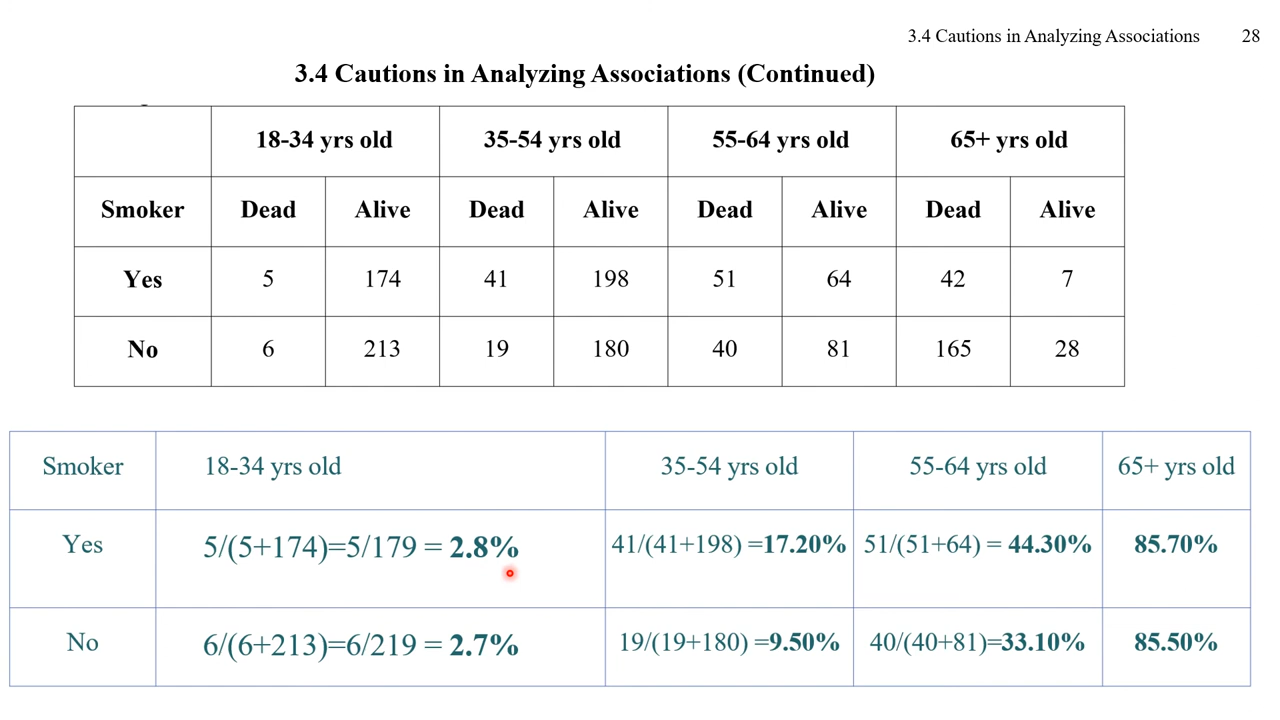 3.4 Cautions in Analyzing Associations 28
3.4 Cautions in Analyzing Associations (Continued)
18-34 yrs old 35-54 yrs old 55-64 yrs old 65+ yrs old
Smoker Dead Alive Dead Alive Dead Alive Dead Alive
Yes 5 174 41 198 51 64 42 7
No 6 213 19 180 40 81 165 28
Smoker 18-34 yrs old 35-54 yrs old 55-64 yrs old 65+ yrs old
Yes 5/(5+174)=5/179 = 2.8% 41/(41+198) =17.20% 51/(51+64) = 44.30% 85.70%
No 6/(6+213)=6/219 = 2.7% 19/(19+180) =9.50% 40/(40+81)=33.10% 85.50%